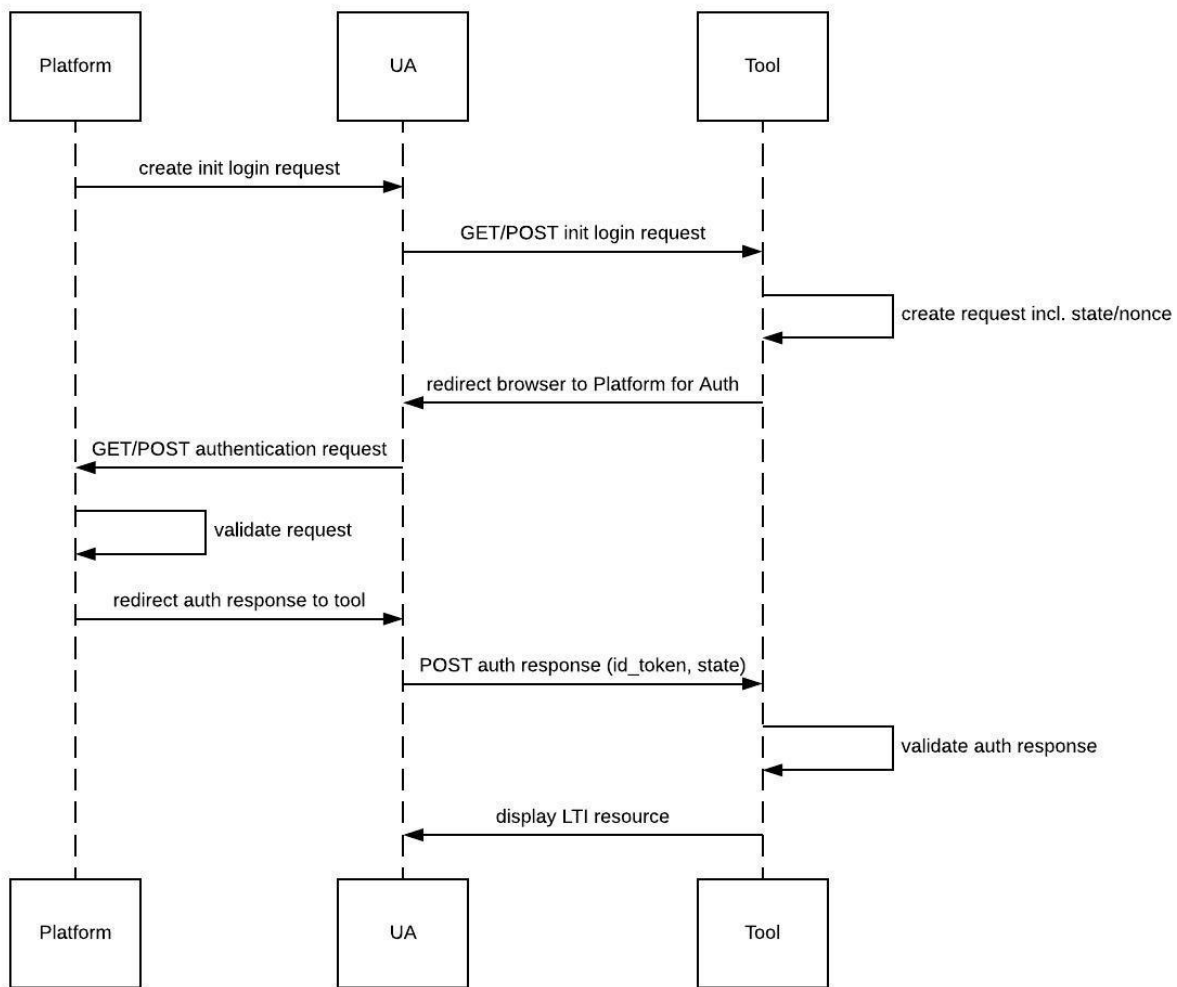 Platform
UA
Tool
create init login request
GET/POST init login request
create request incl. state/nonce
redirect browser to Platform for Auth
GET/POST authentication request
validate request
redirect auth response to tool
POST auth response (id_token, state)
validate auth response
display LTI resource
Platform
UA
Tool